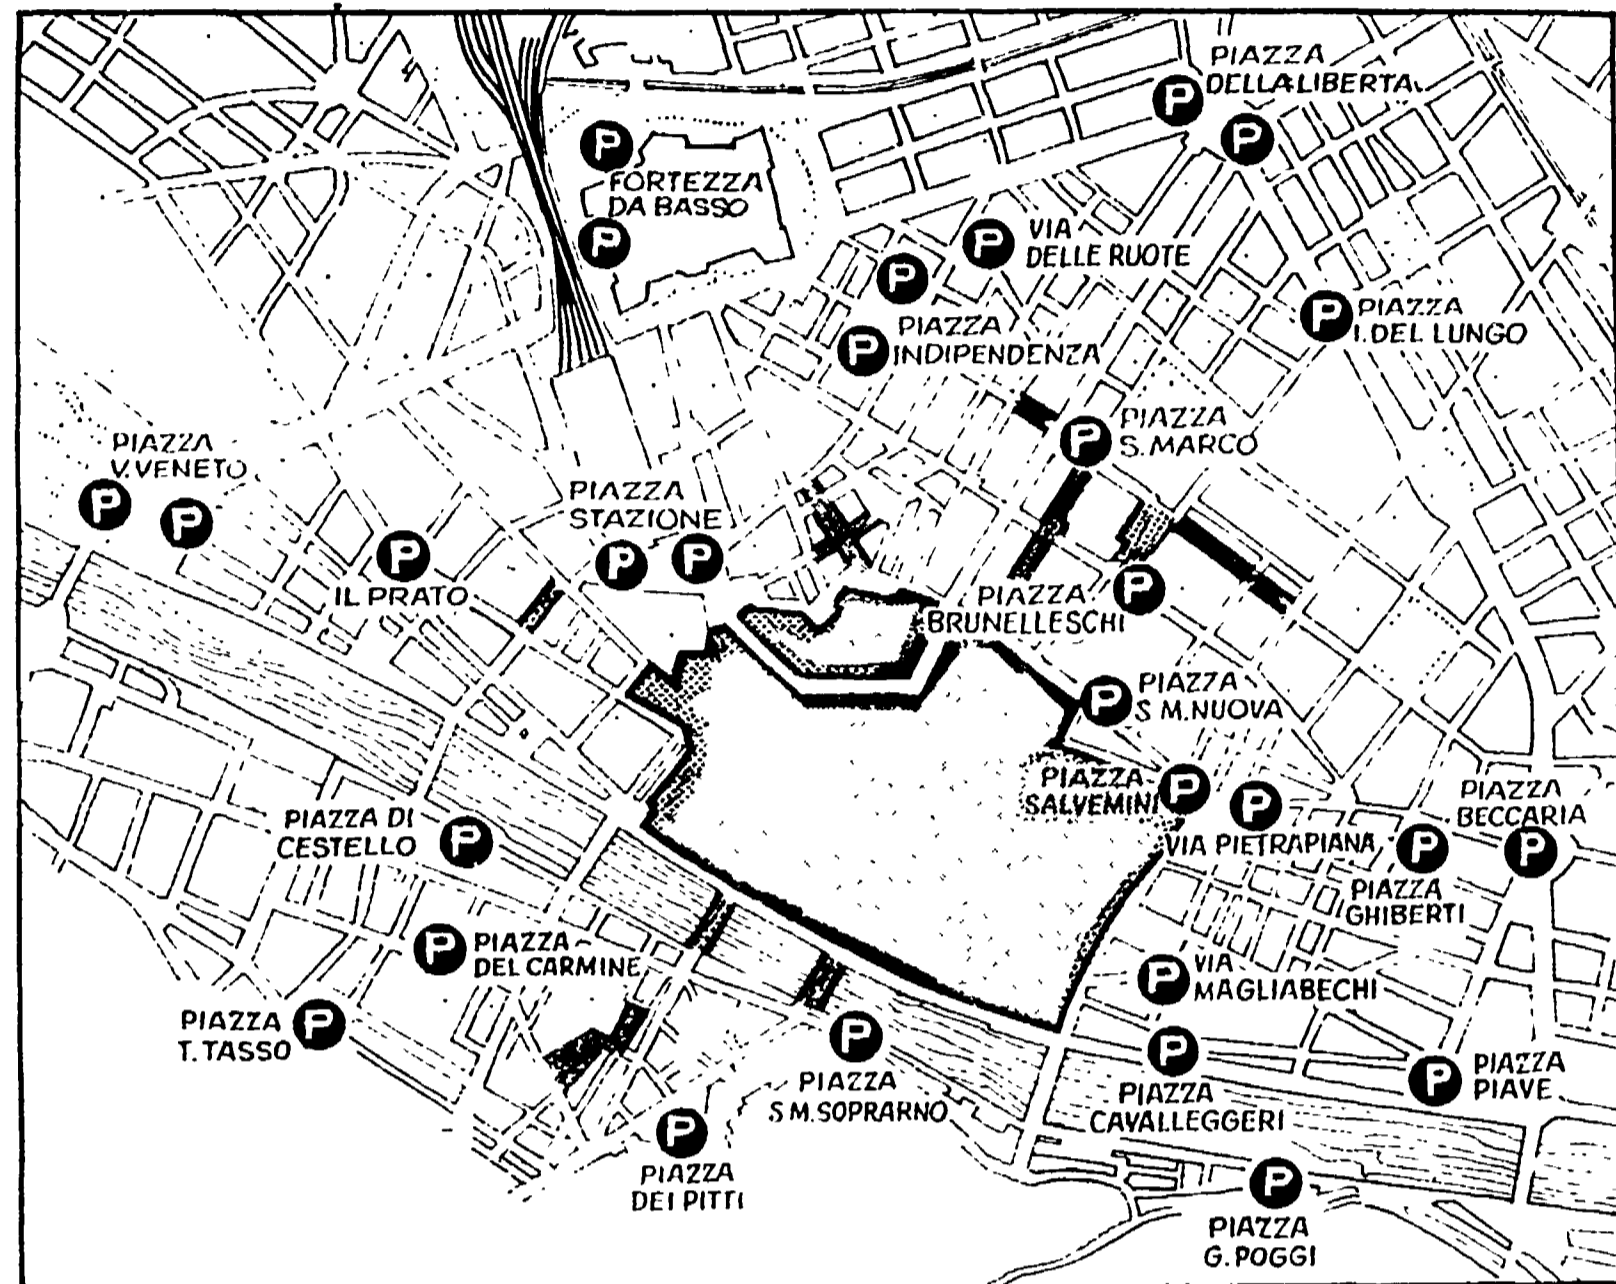 PIAZZA
DELLA LIBERTA
P
P
P
FORTEZZA
DA BASSO
P
P
VIA
DELLE RUOTE
P
PIAZZA
INDIPENDENZA
P
P
PIAZZA
I. DEL LUNGO
P
PIAZZA
S. MARCO
PIAZZA
V. VENETO
P
P
P
IL PRATO
PIAZZA
STAZIONE
P
P
PIAZZA
BRUNELLESCHI
P
P
PIAZZA
S M. NUOVA
PIAZZA
SALVEMINI
P
P
VIA PIETRAPIANA
PIAZZA
BECCARIA
P
P
PIAZZA
GHIBERTI
PIAZZA DI
CESTELLO
P
P
PIAZZA
DEL CARMINE
PIAZZA
T. TASSO
P
P
VIA
MAGLIABECHI
P
PIAZZA
S M. SOPRARNO
P
PIAZZA
CAVALLEGGERI
P
PIAZZA
PIAVE
P
PIAZZA
DEI PITTI
P
PIAZZA
G. POGGI